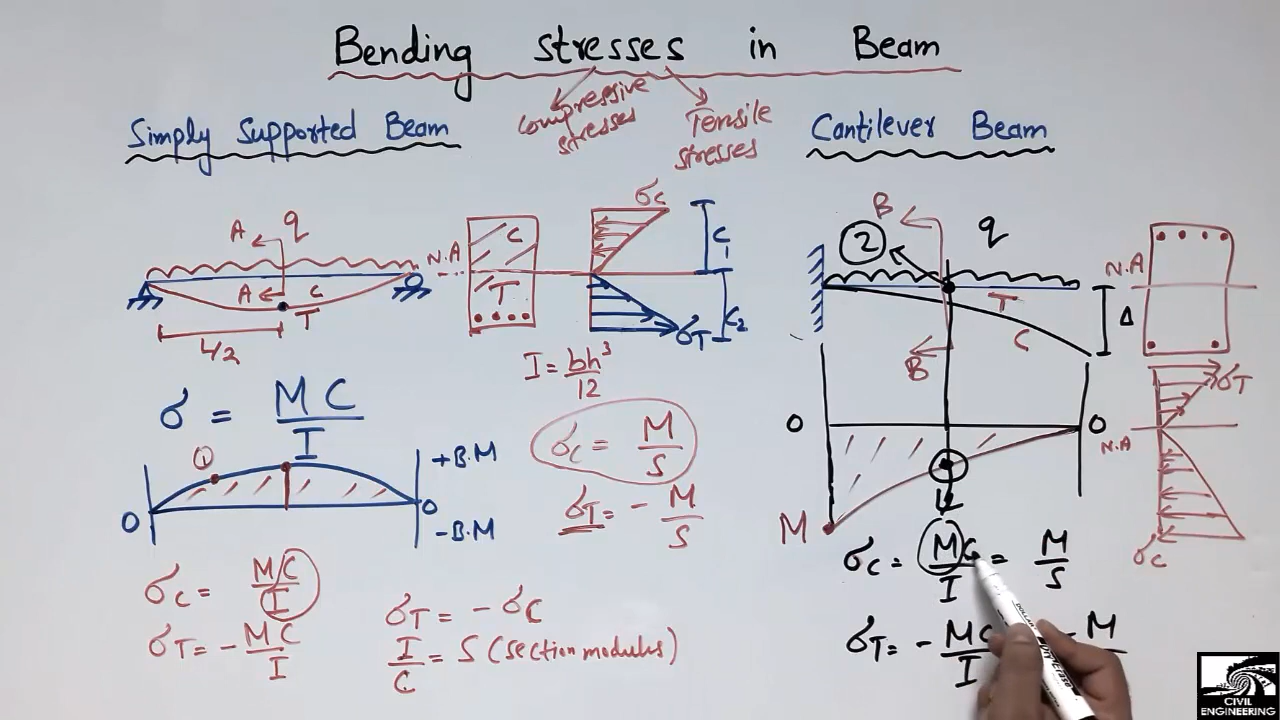 Bending stresses in Beam
Compressive stresses
Tensile stresses
Simply Supported Beam
Cantilever Beam
A q
A C
T
L/2
N.A
C
T
σc
C1
C2
σT
I = bh³/12
σ = MC/I
1
+B.M
0 0
-B.M
σc = M/S
σT = - M/S
σc = MC/I
σT = - MC/I
σT = - σc
I/C = S (section modulus)
B q
2
T
C
B
Δ
N.A
0 0
M
σT
N.A
σc
σc = MC/I = M/S
σT = - MC/I - M
CIVIL
ENGINEERING